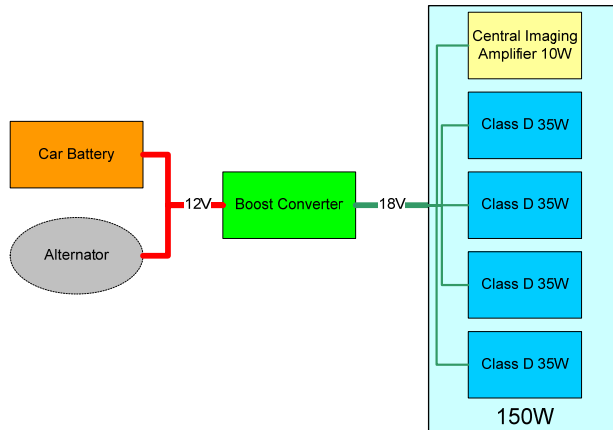 Car Battery
Alternator
12V
Boost Converter
18V
Central Imaging
Amplifier 10W
Class D 35W
Class D 35W
Class D 35W
Class D 35W
150W